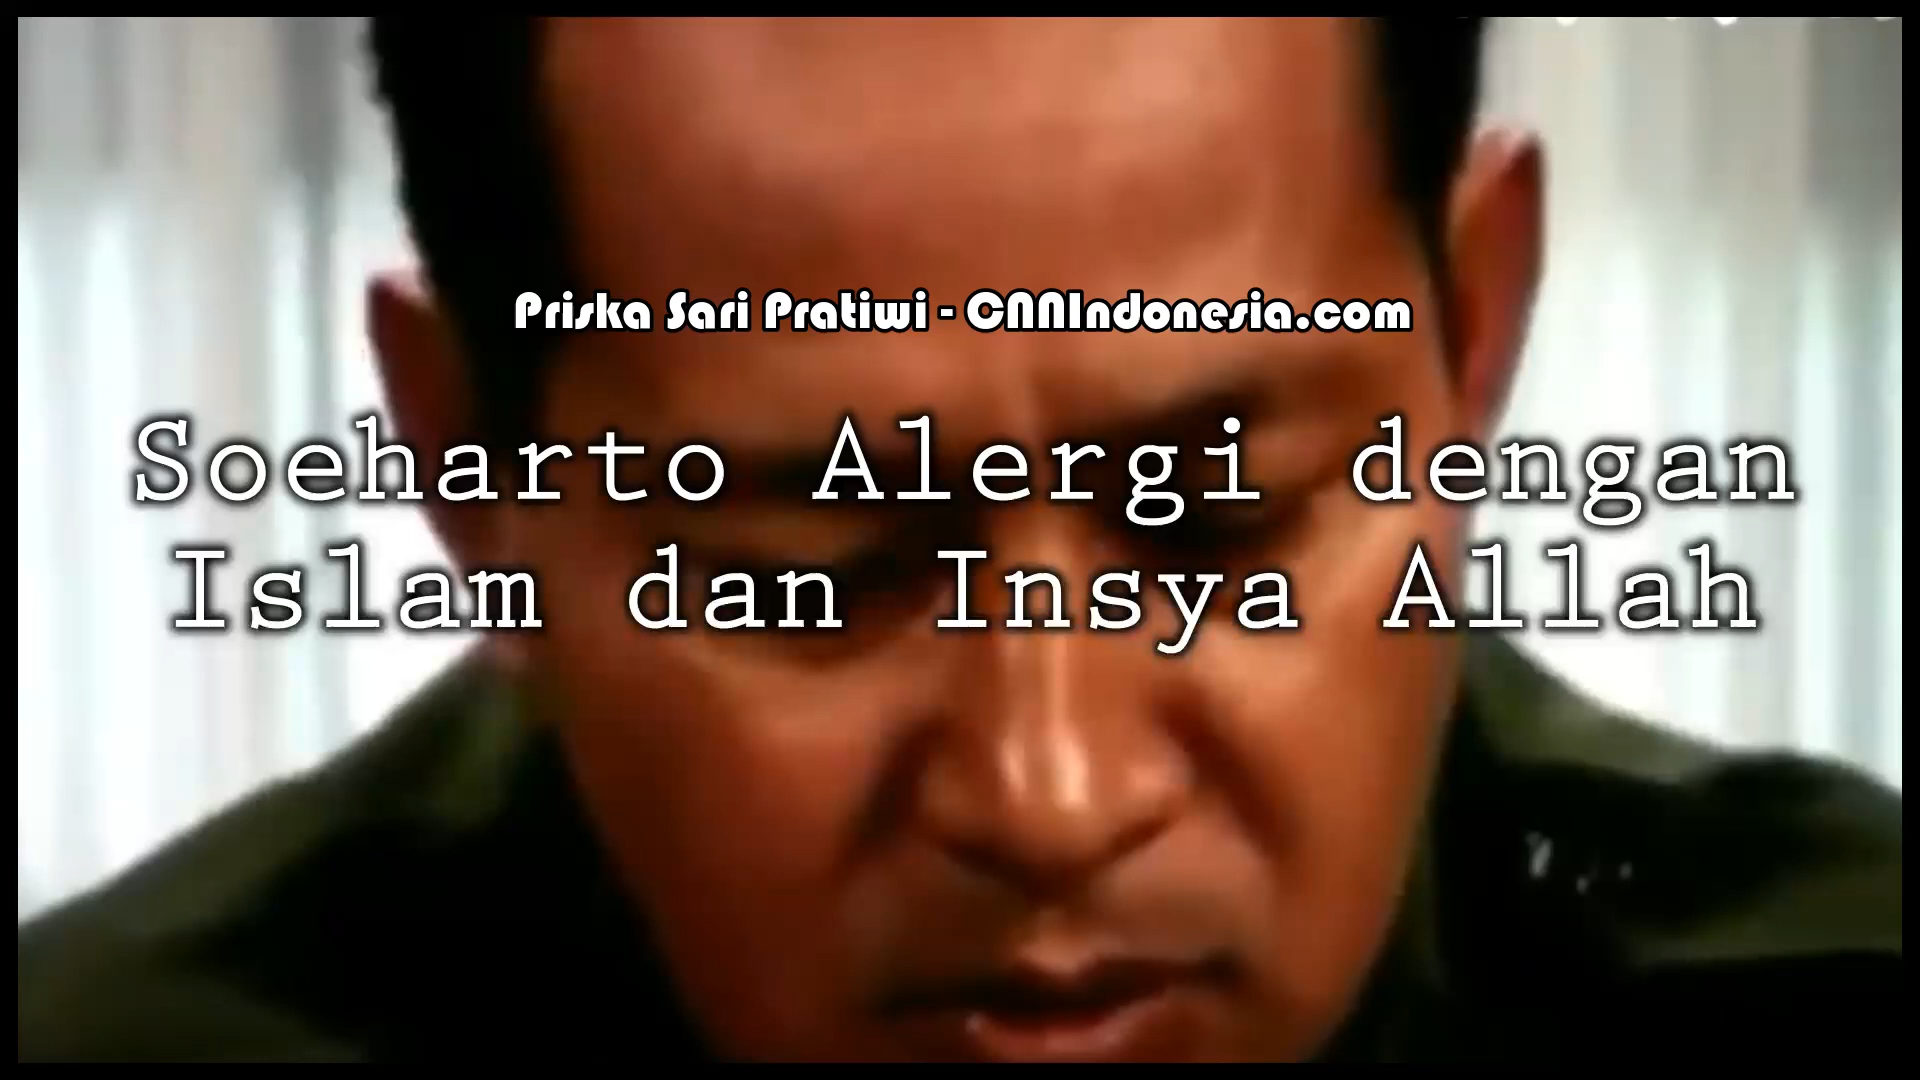 Priska Sari Pratiwi - CNNIndonesia.com
Soeharto Alergi dengan
Islam dan Insya Allah